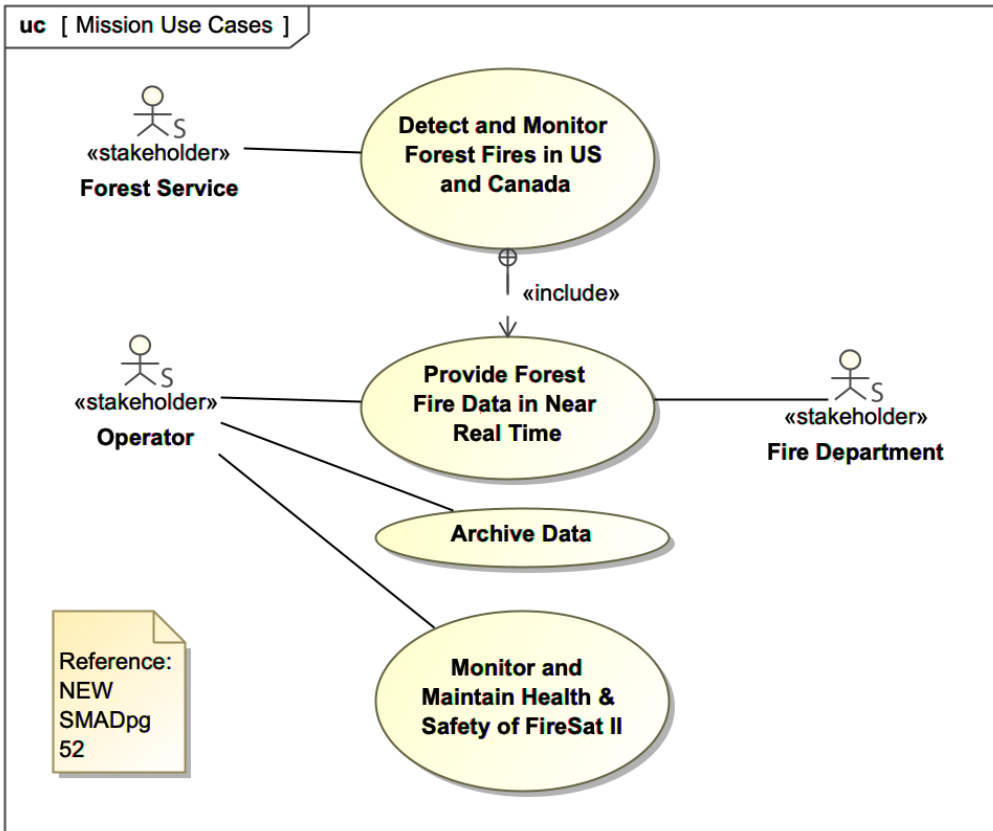 uc [ Mission Use Cases ]
S
«stakeholder»
Forest Service
Detect and Monitor
Forest Fires in US
and Canada
«include»
S
«stakeholder»
Operator
Provide Forest
Fire Data in Near
Real Time
S
«stakeholder»
Fire Department
Archive Data
Monitor and
Maintain Health &
Safety of FireSat II
Reference:
NEW
SMADpg
52